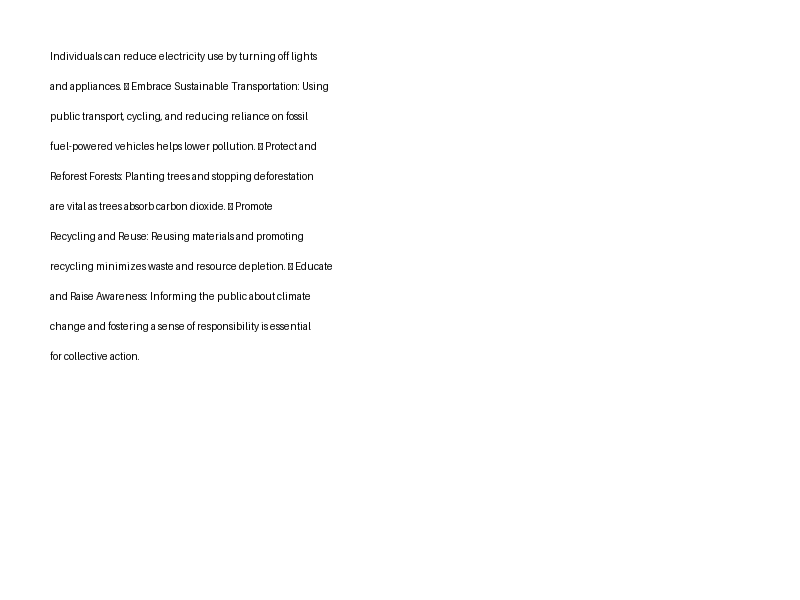 Individuals can reduce electricity use by turning off lights
and appliances. Embrace Sustainable Transportation: Using
public transport, cycling, and reducing reliance on fossil
fuel-powered vehicles helps lower pollution. Protect and
Reforest Forests: Planting trees and stopping deforestation
are vital as trees absorb carbon dioxide. Promote
Recycling and Reuse: Reusing materials and promoting
recycling minimizes waste and resource depletion. Educate
and Raise Awareness: Informing the public about climate
change and fostering a sense of responsibility is essential
for collective action.